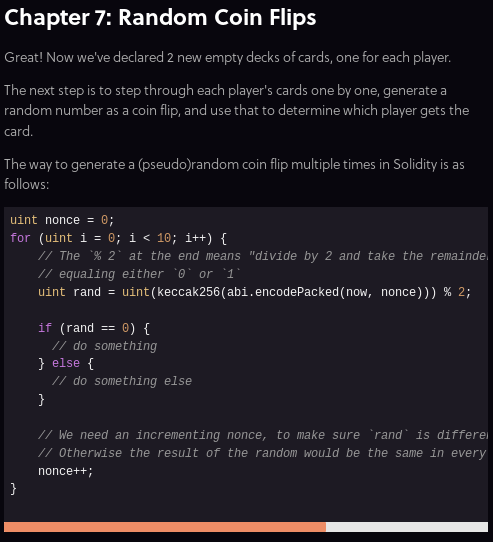 Chapter 7: Random Coin Flips
Great! Now we've declared 2 new empty decks of cards, one for each player.
The next step is to step through each player's cards one by one, generate a
random number as a coin flip, and use that to determine which player gets the
card.
The way to generate a (pseudo)random coin flip multiple times in Solidity is as
follows:
uint nonce = 0;
for (uint i = 0; i < 10; i++) {
    // The `% 2` at the end means "divide by 2 and take the remainder
    // equaling either `0` or `1`
    uint rand = uint(keccak256(abi.encodePacked(now, nonce))) % 2;
    if (rand == 0) {
      // do something
    } else {
      // do something else
    }
    // We need an incrementing nonce, to make sure `rand` is
    // Otherwise the result of the random would be the same in every
    nonce++;
}